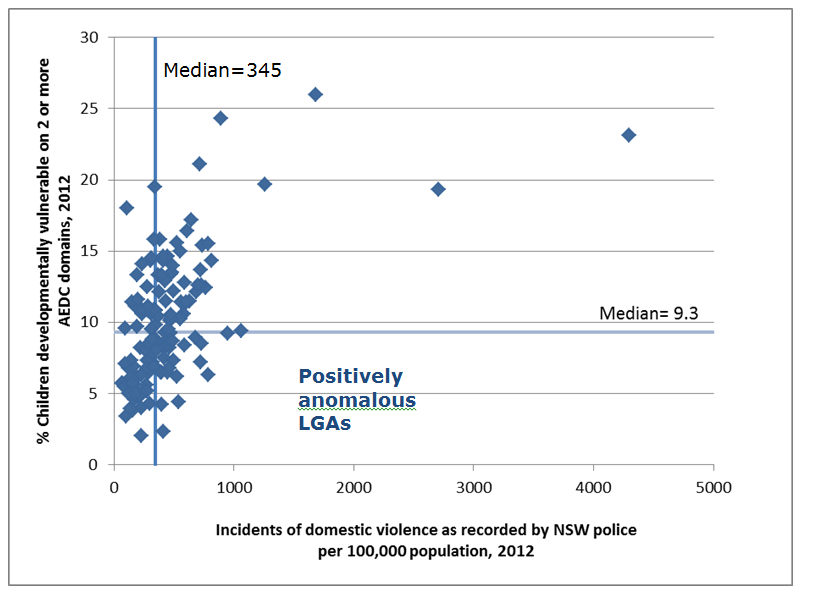 30
25
20
15
10
5
0
% Children developmentally vulnerable on 2 or more
AEDC domains, 2012
Median=345
Median= 9.3
Positively
anomalous
LGAs
0 1000 2000 3000 4000 5000
Incidents of domestic violence as recorded by NSW police
per 100,000 population, 2012